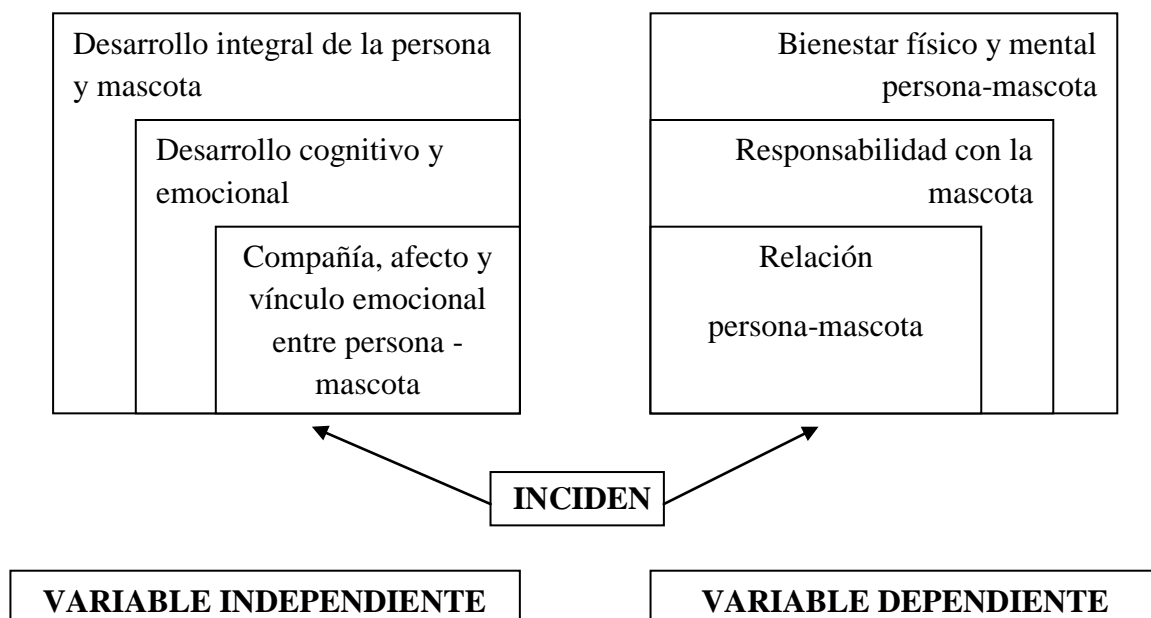 Desarrollo integral de la persona
y mascota
Desarrollo cognitivo y
emocional
Compañía, afecto y
vínculo emocional
entre persona -
mascota
Bienestar físico y mental
persona-mascota
Responsabilidad con la
mascota
Relación
persona-mascota
INCIDEN
VARIABLE INDEPENDIENTE
VARIABLE DEPENDIENTE